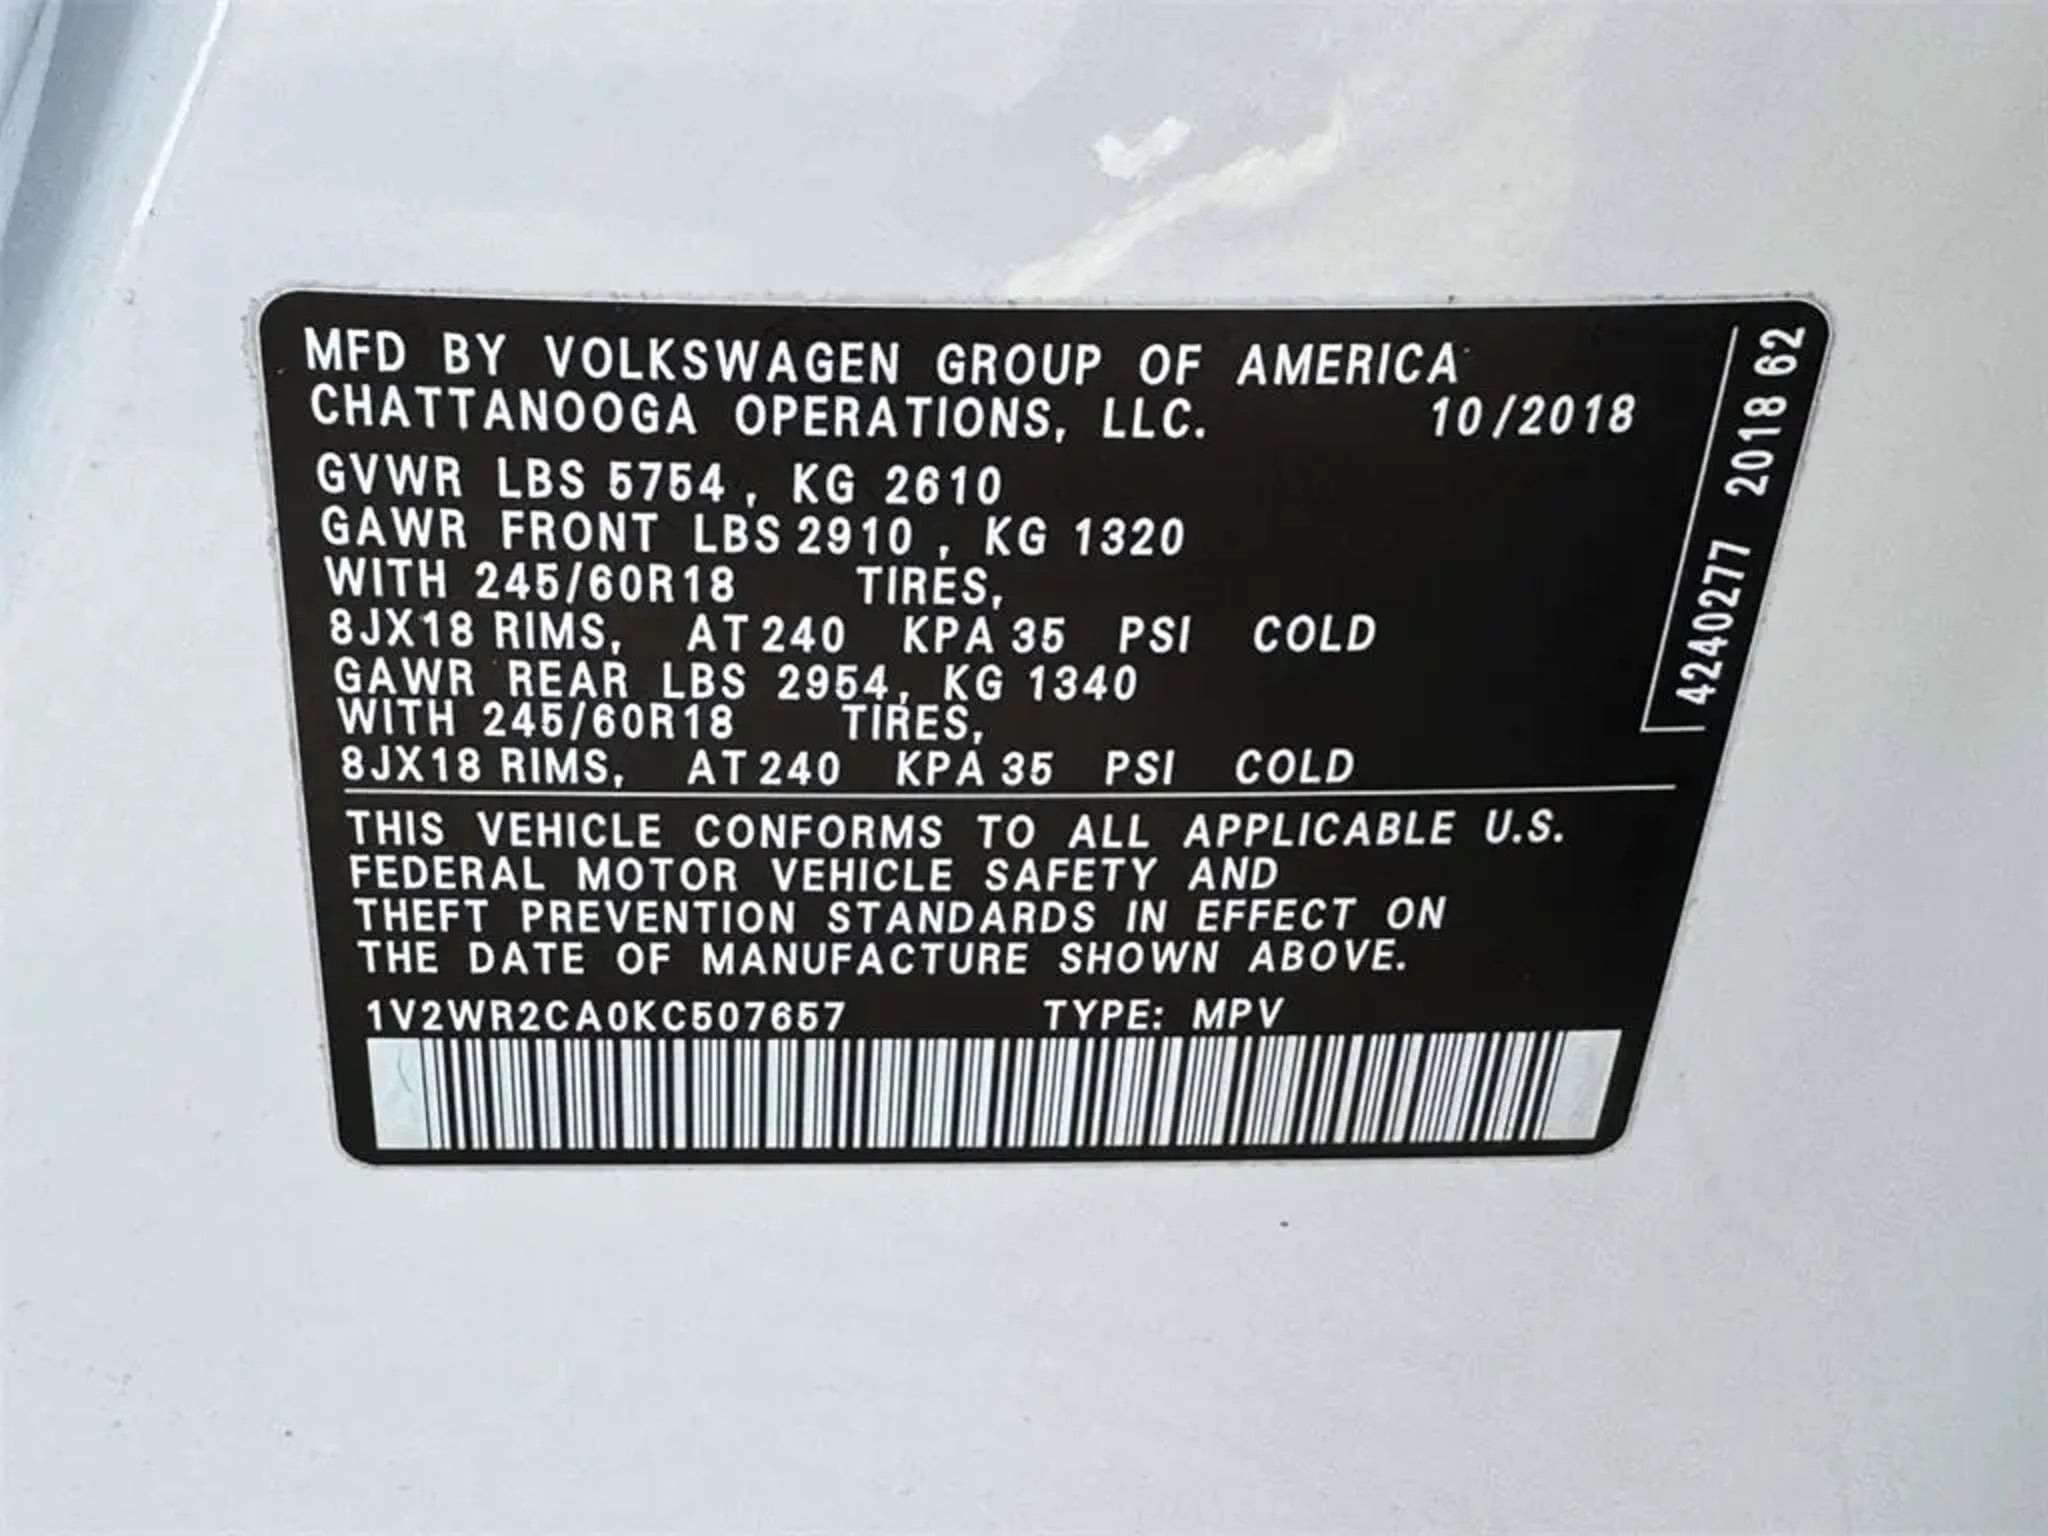 MFD BY VOLKSWAGEN GROUP OF AMERICA
CHATTANOOGA OPERATIONS, LLC. 10/2018
GVWR LBS 5754, KG 2610
GAWR FRONT LBS 2910, KG 1320
WITH 245/60R18 TIRES,
8JX18 RIMS, AT 240 KPA 35 PSI COLD
GAWR REAR LBS 2954, KG 1340
WITH 245/60R18 TIRES,
8JX18 RIMS, AT 240 KPA 35 PSI COLD
THIS VEHICLE CONFORMS TO ALL APPLICABLE U.S.
FEDERAL MOTOR VEHICLE SAFETY AND
THEFT PREVENTION STANDARDS IN EFFECT ON
THE DATE OF MANUFACTURE SHOWN ABOVE.
1V2WR2CA0KC507657 TYPE: MPV
4240277 2018 62